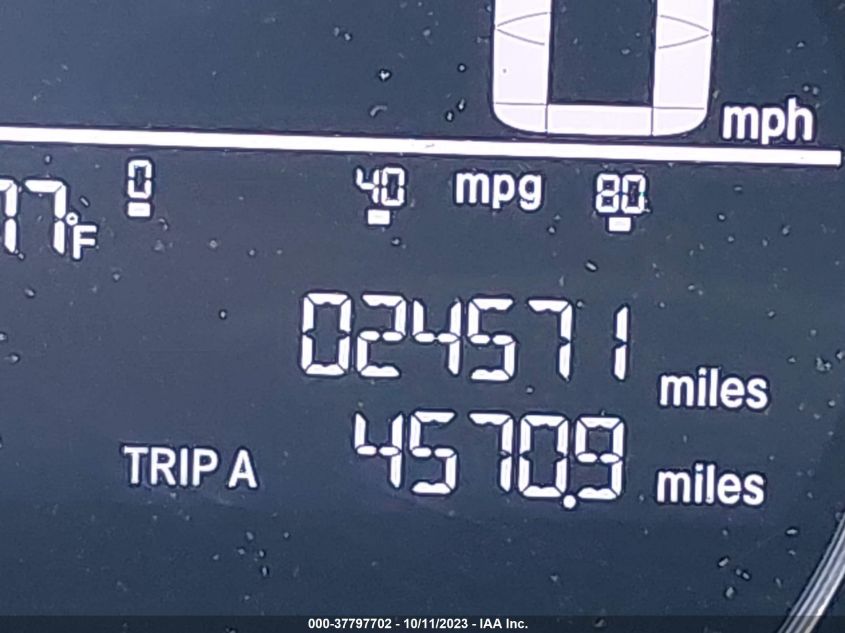 0 mph
0 40 mpg 80
77°F
024571 miles
TRIP A 4570.9 miles
000-37797702 - 10/11/2023 - IAA Inc.